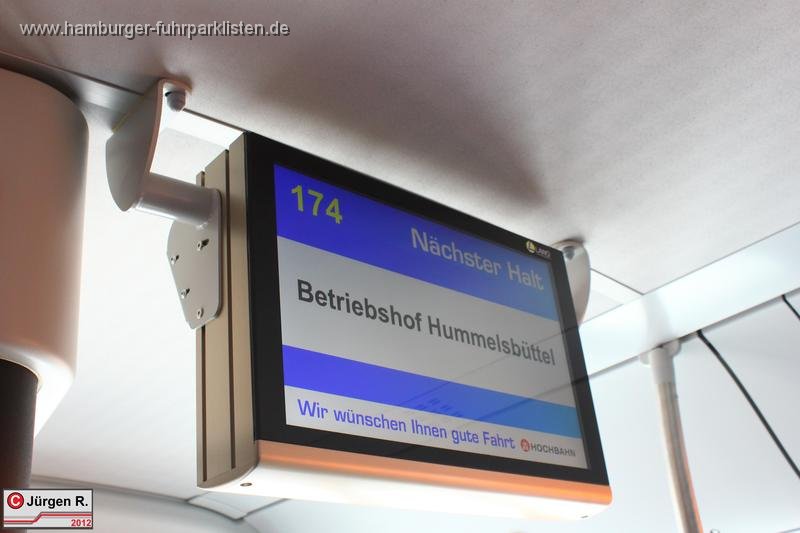 www.hamburger-fuhrparklisten.de
174
Nächster Halt
Betriebshof Hummelsbüttel
Wir wünschen Ihnen gute Fahrt HOCHBAHN
C Jürgen R.
2012